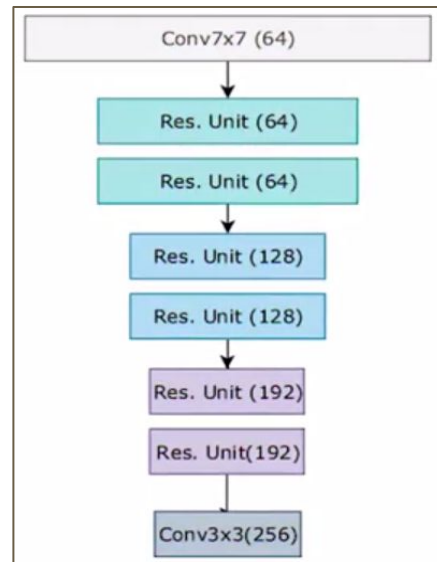 Conv7x7 (64)
Res. Unit (64)
Res. Unit (64)
Res. Unit (128)
Res. Unit (128)
Res. Unit (192)
Res. Unit(192)
Conv3x3(256)